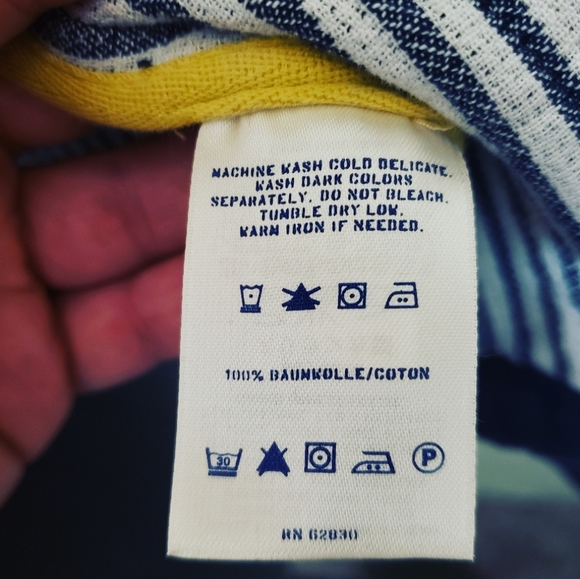 MACHINE WASH COLD DELICATE.
WASH DARK COLORS
SEPARATELY. DO NOT BLEACH.
TUMBLE DRY LOW.
WARM IRON IF NEEDED.
100% BAUMWOLLE/COTON
30 P
RN 62830